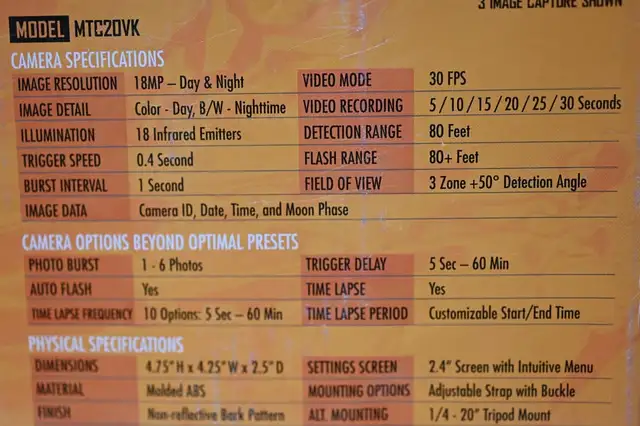 3 IMAGE CAPTURE SHOWN
MODEL MTC20VK
CAMERA SPECIFICATIONS
IMAGE RESOLUTION 18MP – Day & Night VIDEO MODE 30 FPS
IMAGE DETAIL Color - Day, B/W - Nighttime VIDEO RECORDING 5 / 10 / 15 / 20 / 25 / 30 Seconds
ILLUMINATION 18 Infrared Emitters DETECTION RANGE 80 Feet
TRIGGER SPEED 0.4 Second FLASH RANGE 80+ Feet
BURST INTERVAL 1 Second FIELD OF VIEW 3 Zone +50° Detection Angle
IMAGE DATA Camera ID, Date, Time, and Moon Phase
CAMERA OPTIONS BEYOND OPTIMAL PRESETS
PHOTO BURST 1 - 6 Photos TRIGGER DELAY 5 Sec – 60 Min
AUTO FLASH Yes TIME LAPSE Yes
TIME LAPSE FREQUENCY 10 Options: 5 Sec – 60 Min TIME LAPSE PERIOD Customizable Start/End Time
PHYSICAL SPECIFICATIONS
DIMENSIONS 4.75" H x 4.25" W x 2.5" D SETTINGS SCREEN 2.4" Screen with Intuitive Menu
MATERIAL Molded ABS MOUNTING OPTIONS Adjustable Strap with Buckle
FINISH Non-reflective Bark Pattern ALT. MOUNTING 1/4 - 20" Tripod Mount